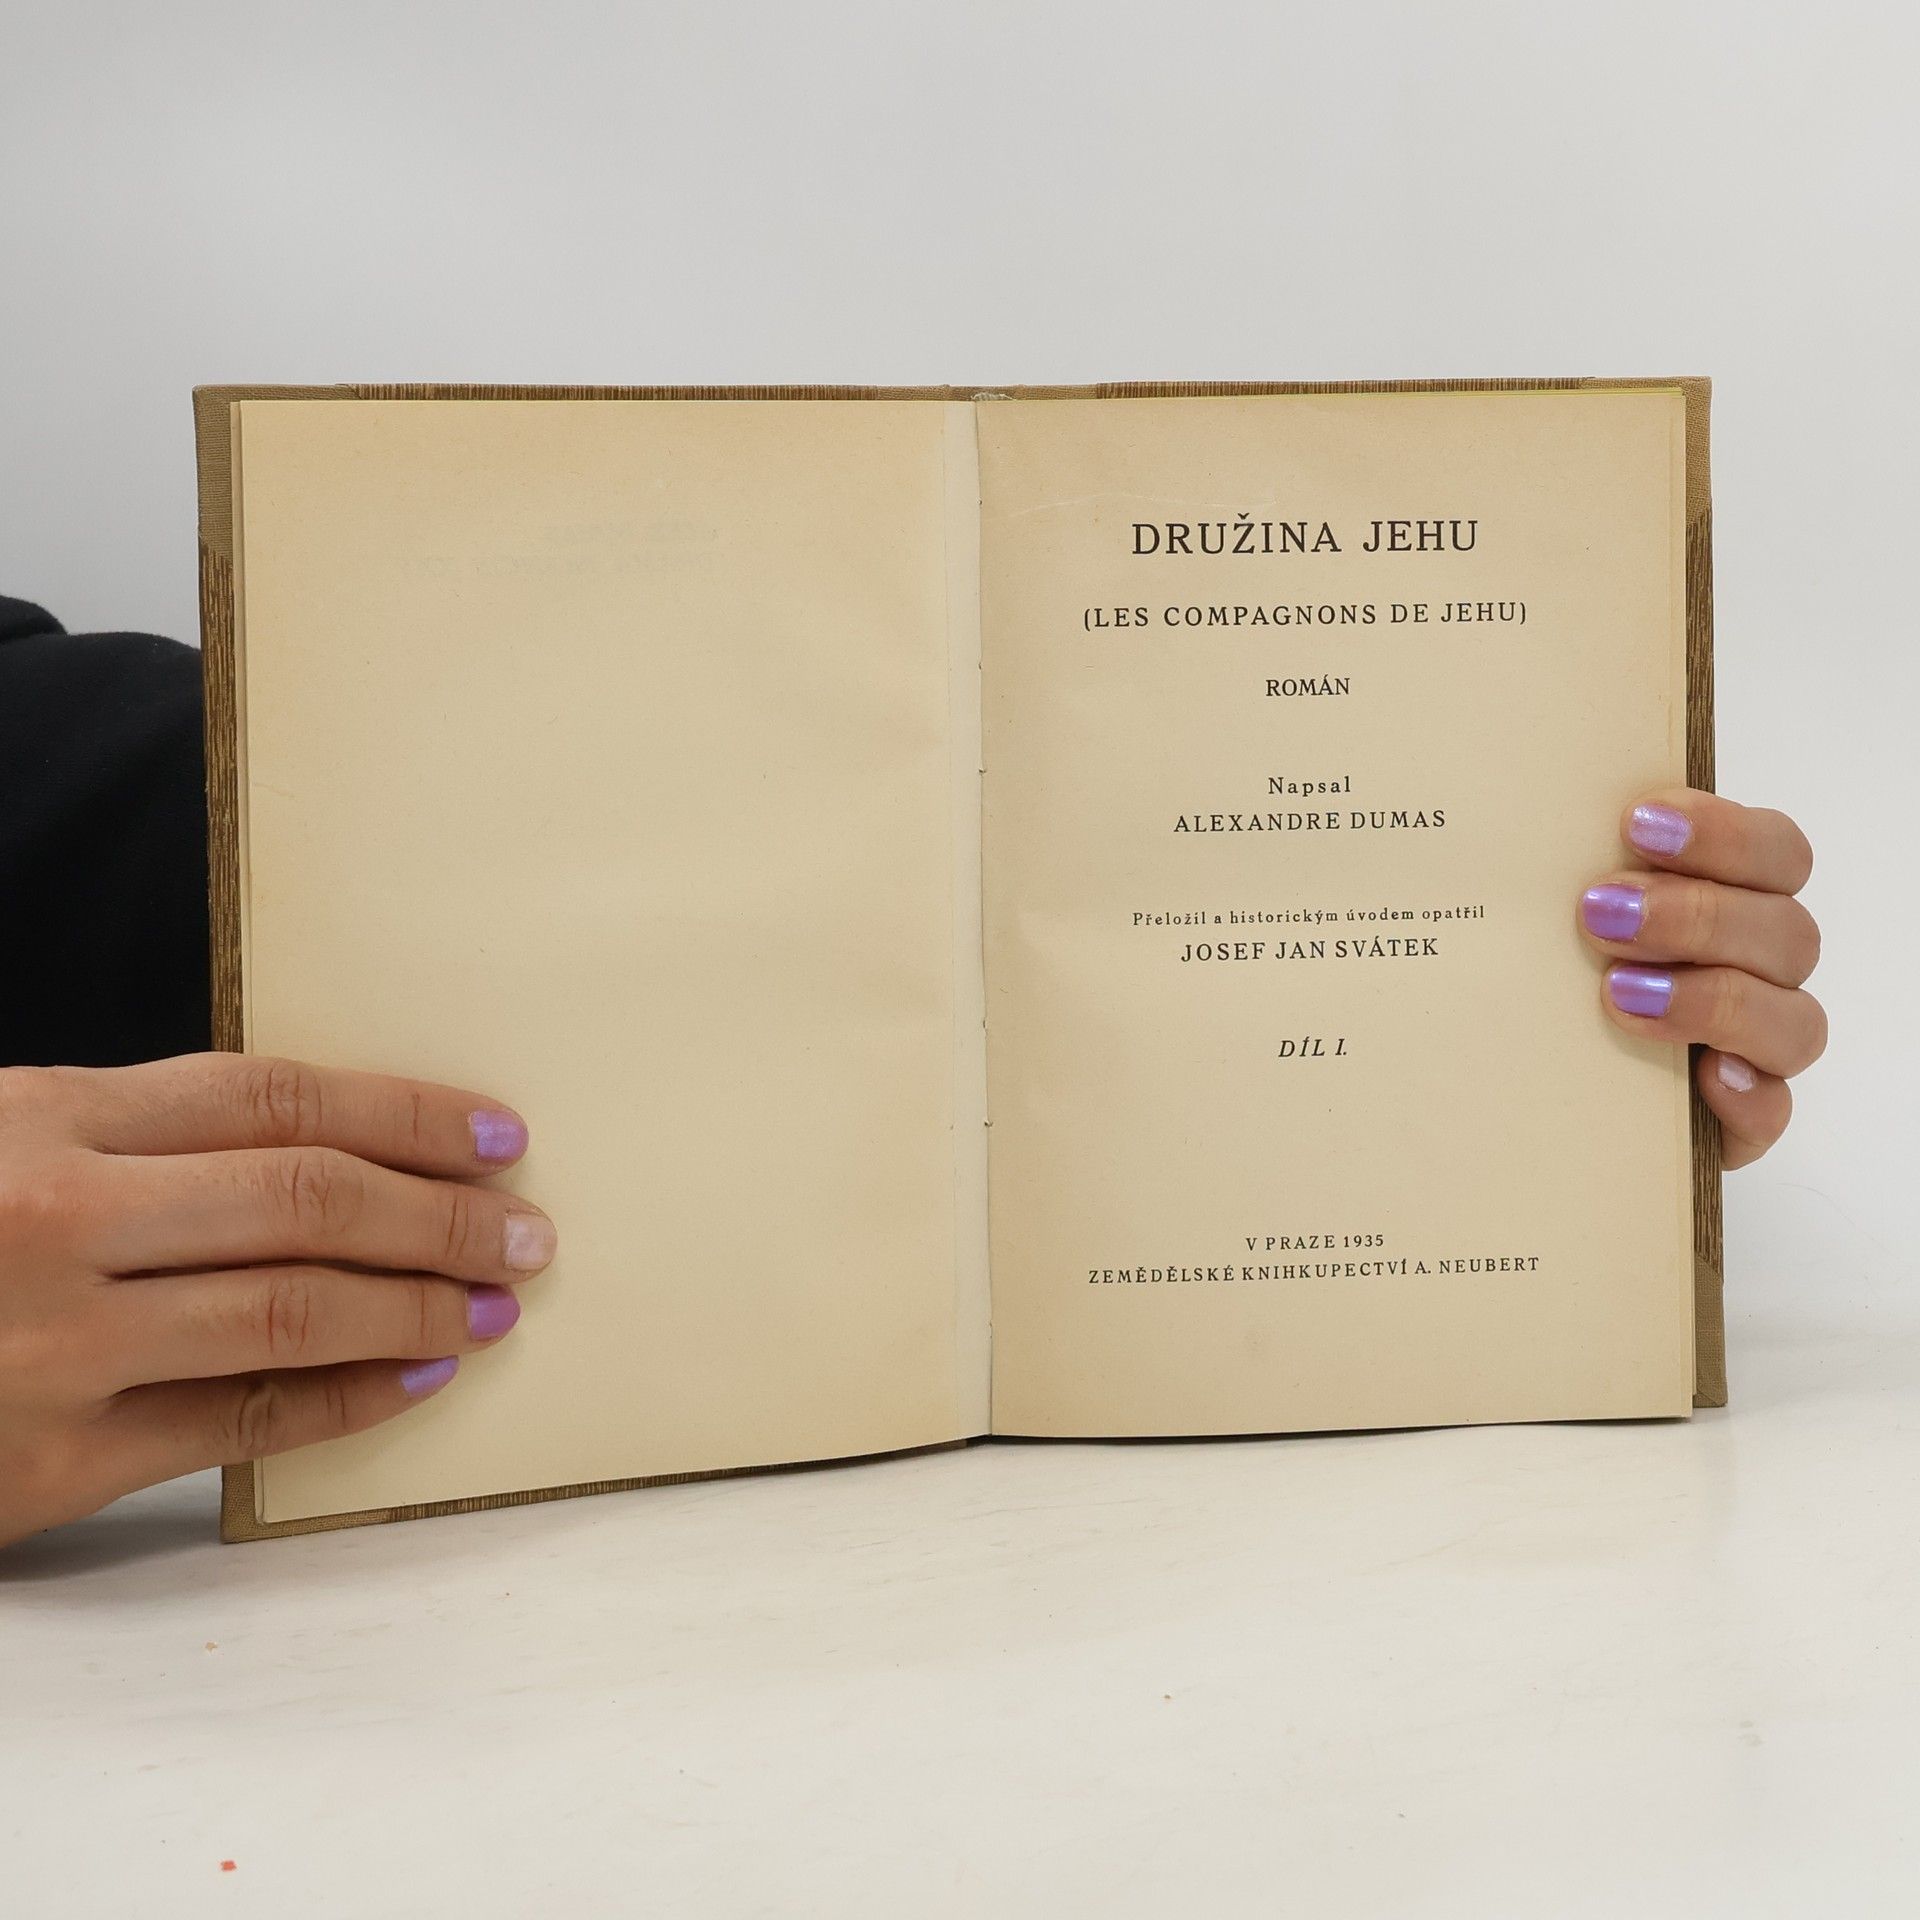 DRUŽINA JEHU
(LES COMPAGNONS DE JEHU)
ROMÁN
Napsal
ALEXANDRE DUMAS
Přeložil a historickým úvodem opatřil
JOSEF JAN SVÁTEK
DÍL I.
V PRAZE 1935
ZEMĚDĚLSKÉ KNIHKUPECTVÍ A. NEUBERT